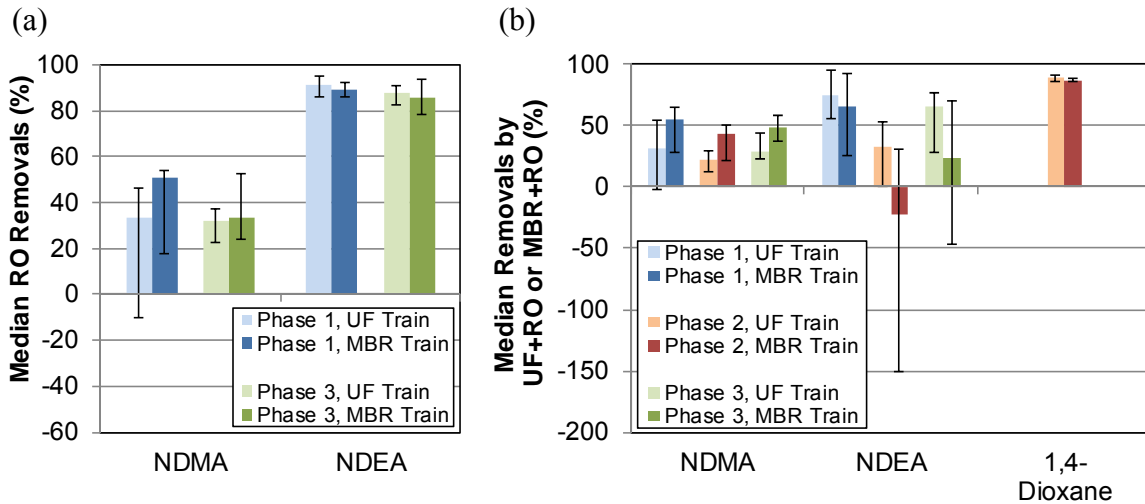 (a)
Median RO Removals (%)
100
80
60
40
20
0
-20
-40
-60
Phase 1, UF Train
Phase 1, MBR Train
Phase 3, UF Train
Phase 3, MBR Train
NDMA
NDEA
(b)
Median Removals by
UF+RO or MBR+RO (%)
100
50
0
-50
-100
-150
-200
Phase 1, UF Train
Phase 1, MBR Train
Phase 2, UF Train
Phase 2, MBR Train
Phase 3, UF Train
Phase 3, MBR Train
NDMA
NDEA
1,4-
Dioxane